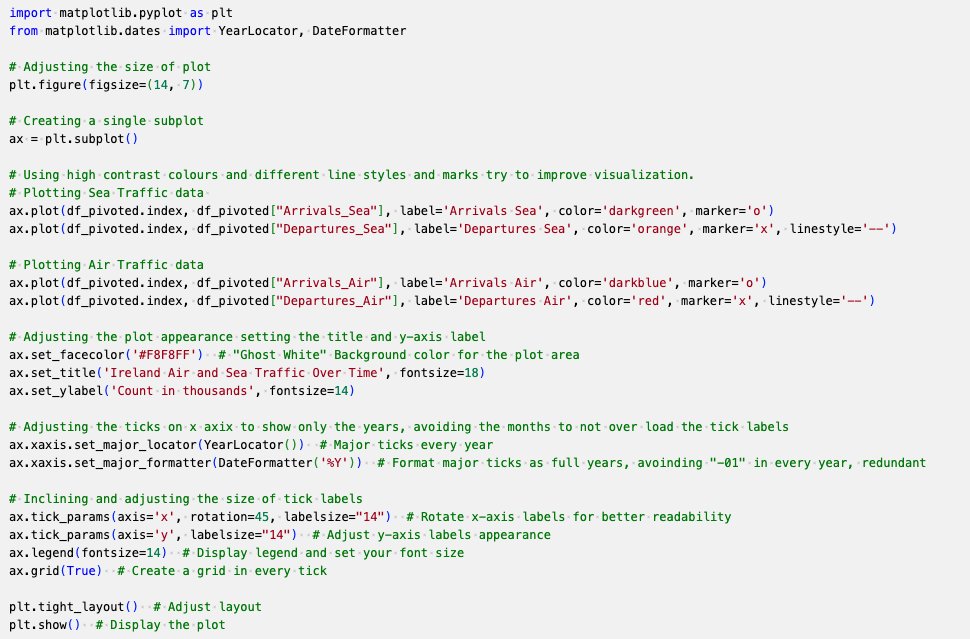 import matplotlib.pyplot as plt
from matplotlib.dates import YearLocator, DateFormatter
# Adjusting the size of plot
plt.figure(figsize=(14, 7))
# Creating a single subplot
ax = plt.subplot()
# Using high contrast colours and different line styles and marks try to improve visualization.
# Plotting Sea Traffic data
ax.plot(df_pivoted.index, df_pivoted["Arrivals_Sea"], label='Arrivals Sea', color='darkgreen', marker='o')
ax.plot(df_pivoted.index, df_pivoted["Departures_Sea"], label='Departures Sea', color='orange', marker='x', linestyle='--')
# Plotting Air Traffic data
ax.plot(df_pivoted.index, df_pivoted["Arrivals_Air"], label='Arrivals Air', color='darkblue', marker='o')
ax.plot(df_pivoted.index, df_pivoted["Departures_Air"], label='Departures Air', color='red', marker='x', linestyle='--')
# Adjusting the plot appearance setting the title and y-axis label
ax.set_facecolor('#F8F8FF')  # "Ghost White" Background color for the plot area
ax.set_title('Ireland Air and Sea Traffic Over Time', fontsize=18)
ax.set_ylabel('Count in thousands', fontsize=14)
# Adjusting the ticks on x axix to show only the years, avoiding the months to not over load the tick labels
ax.xaxis.set_major_locator(YearLocator())  # Major ticks every year
ax.xaxis.set_major_formatter(DateFormatter('%Y'))  # Format major ticks as full years, avoinding "-01" in every year, redundant
# Inclining and adjusting the size of tick labels
ax.tick_params(axis='x', rotation=45, labelsize="14")  # Rotate x-axis labels for better readability
ax.tick_params(axis='y', labelsize="14")  # Adjust y-axis labels appearance
ax.legend(fontsize=14)  # Display legend and set your font size
ax.grid(True)  # Create a grid in every tick
plt.tight_layout()  # Adjust layout
plt.show()  # Display the plot